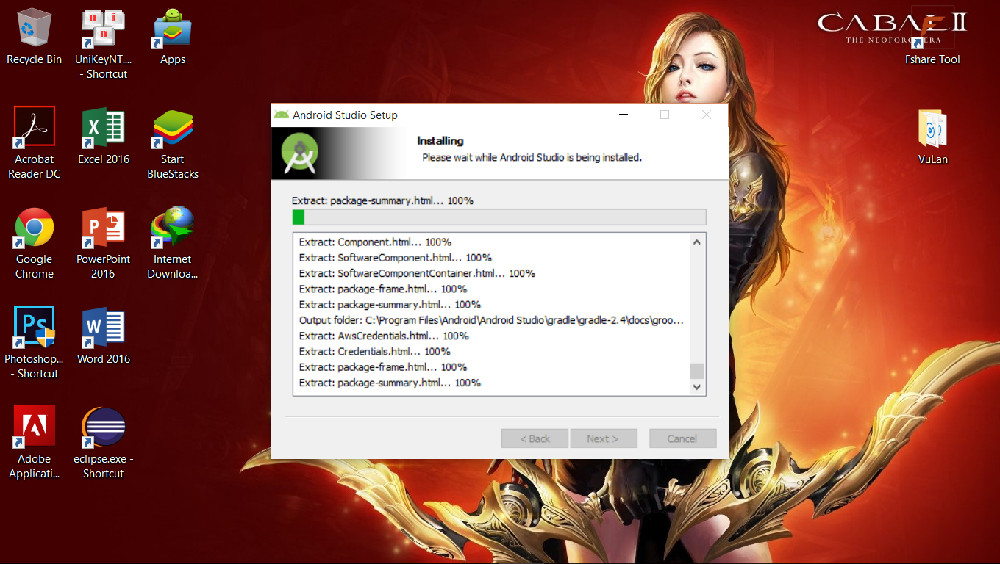 Recycle Bin
UniKeyNT....
- Shortcut
Apps
Acrobat
Reader DC
Excel 2016
Start
BlueStacks
Google
Chrome
PowerPoint
2016
Internet
Downloa...
Photoshop...
- Shortcut
Word 2016
Adobe
Applicati...
eclipse.exe -
Shortcut
Android Studio Setup
Installing
Please wait while Android Studio is being installed.
Extract: package-summary.html... 100%
Extract: Component.html... 100%
Extract: SoftwareComponent.html... 100%
Extract: SoftwareComponentContainer.html... 100%
Extract: package-frame.html... 100%
Extract: package-summary.html... 100%
Output folder: C:\Program Files\Android\Android Studio\gradle\gradle-2.4\docs\groo...
Extract: AwsCredentials.html... 100%
Extract: Credentials.html... 100%
Extract: package-frame.html... 100%
Extract: package-summary.html... 100%
< Back
Next >
Cancel
II
THE
Fshare Tool
VuLan